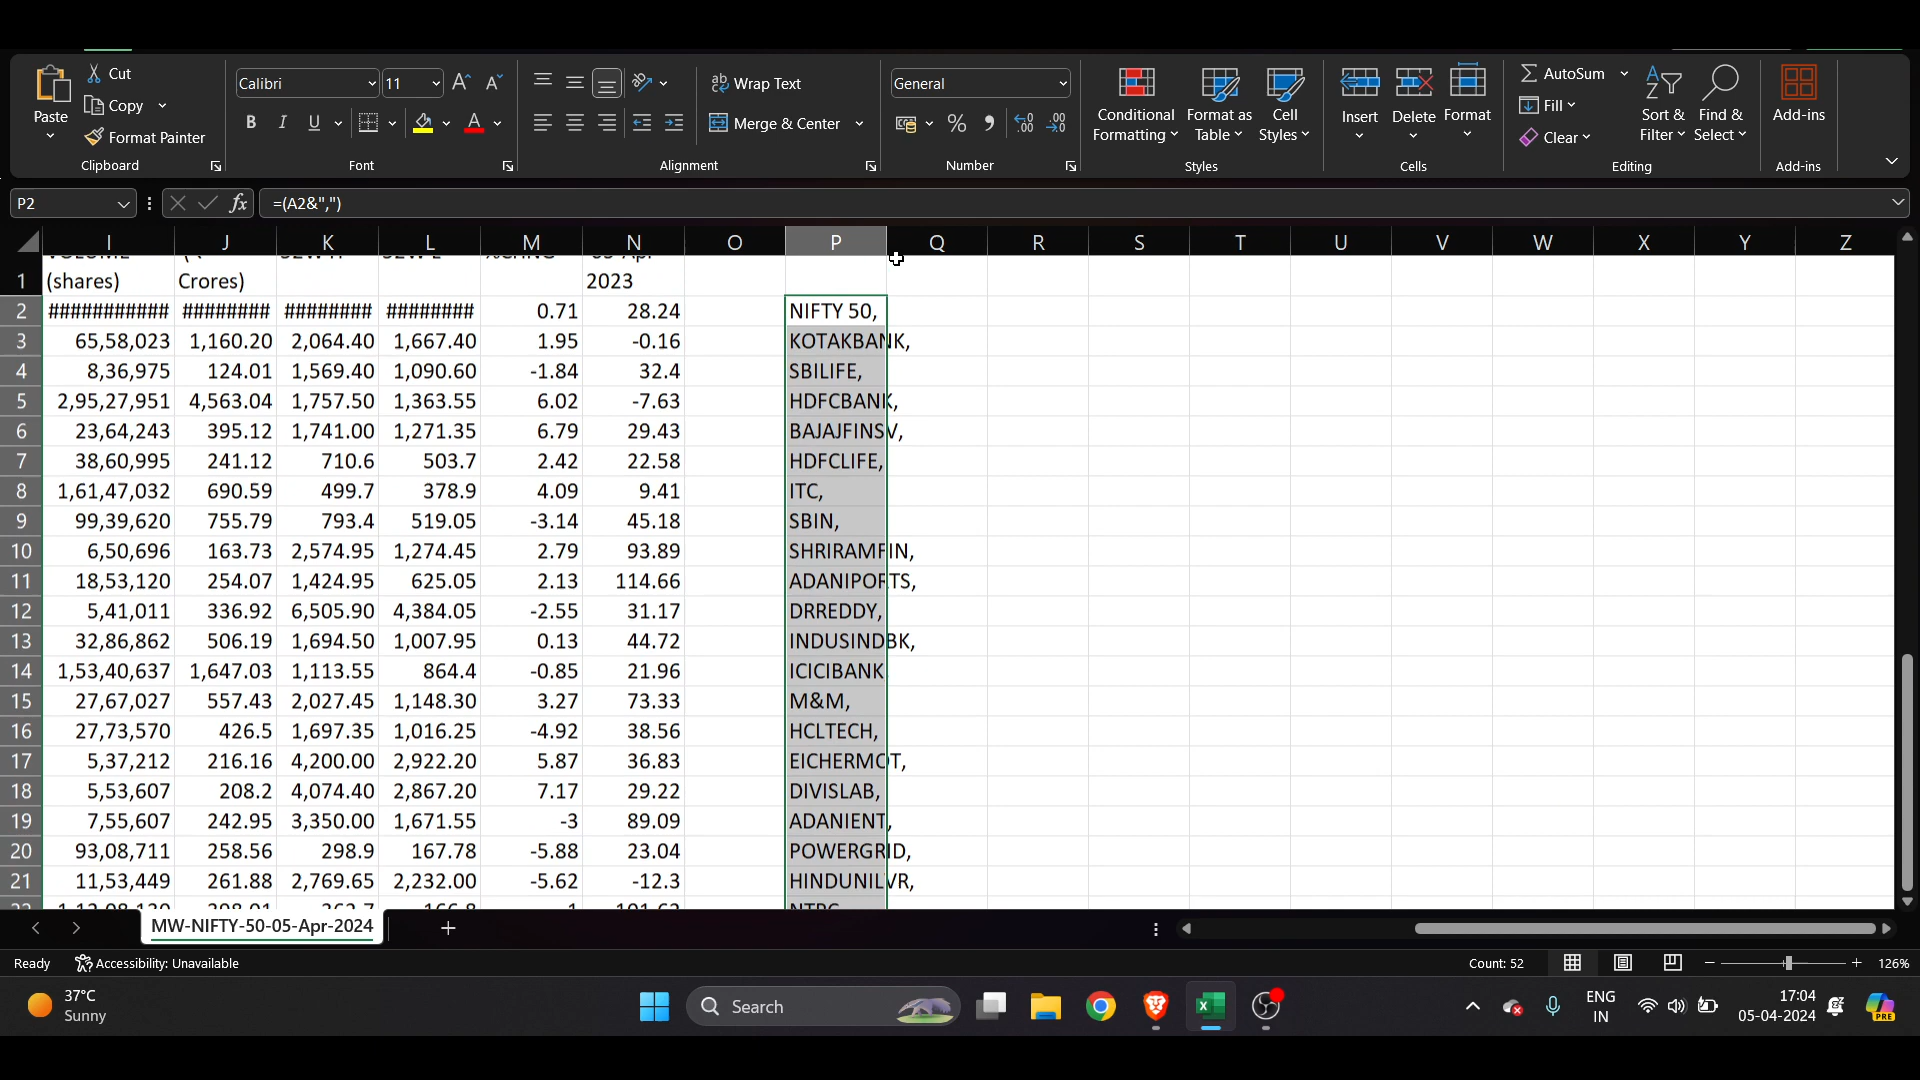 Cut
Copy
Format Painter
Paste
Clipboard
Calibri
11
B I U
Font
Wrap Text
Merge & Center
Alignment
General
Number
Conditional Formatting
Format as Table
Cell Styles
Styles
Insert
Delete
Format
Cells
AutoSum
Fill
Clear
Sort & Filter
Find & Select
Editing
Add-ins
Add-ins
P2
fx
=(A2&",")
I J K L M N O P Q R S T U V W X Y Z
1 (shares) Crores) 2023
2 ########### ######## ######## ######## 0.71 28.24 NIFTY 50,
3 65,58,023 1,160.20 2,064.40 1,667.40 1.95 -0.16 KOTAKBANK,
4 8,36,975 124.01 1,569.40 1,090.60 -1.84 32.4 SBILIFE,
5 2,95,27,951 4,563.04 1,757.50 1,363.55 6.02 -7.63 HDFCBANK,
6 23,64,243 395.12 1,741.00 1,271.35 6.79 29.43 BAJAJFINSV,
7 38,60,995 241.12 710.6 503.7 2.42 22.58 HDFCLIFE,
8 1,61,47,032 690.59 499.7 378.9 4.09 9.41 ITC,
9 99,39,620 755.79 793.4 519.05 -3.14 45.18 SBIN,
10 6,50,696 163.73 2,574.95 1,274.45 2.79 93.89 SHRIRAMFIN,
11 18,53,120 254.07 1,424.95 625.05 2.13 114.66 ADANIPORTS,
12 5,41,011 336.92 6,505.90 4,384.05 -2.55 31.17 DRREDDY,
13 32,86,862 506.19 1,694.50 1,007.95 0.13 44.72 INDUSINDBK,
14 1,53,40,637 1,647.03 1,113.55 864.4 -0.85 21.96 ICICIBANK
15 27,67,027 557.43 2,027.45 1,148.30 3.27 73.33 M&M,
16 27,73,570 426.5 1,697.35 1,016.25 -4.92 38.56 HCLTECH,
17 5,37,212 216.16 4,200.00 2,922.20 5.87 36.83 EICHERMOT,
18 5,53,607 208.2 4,074.40 2,867.20 7.17 29.22 DIVISLAB,
19 7,55,607 242.95 3,350.00 1,671.55 -3 89.09 ADANIENT,
20 93,08,711 258.56 298.9 167.78 -5.88 23.04 POWERGRID,
21 11,53,449 261.88 2,769.65 2,232.00 -5.62 -12.3 HINDUNILVR,
MW-NIFTY-50-05-Apr-2024
Ready Accessibility: Unavailable Count: 52 126%
37°C
Sunny
Search
ENG
IN
17:04
05-04-2024
PRE